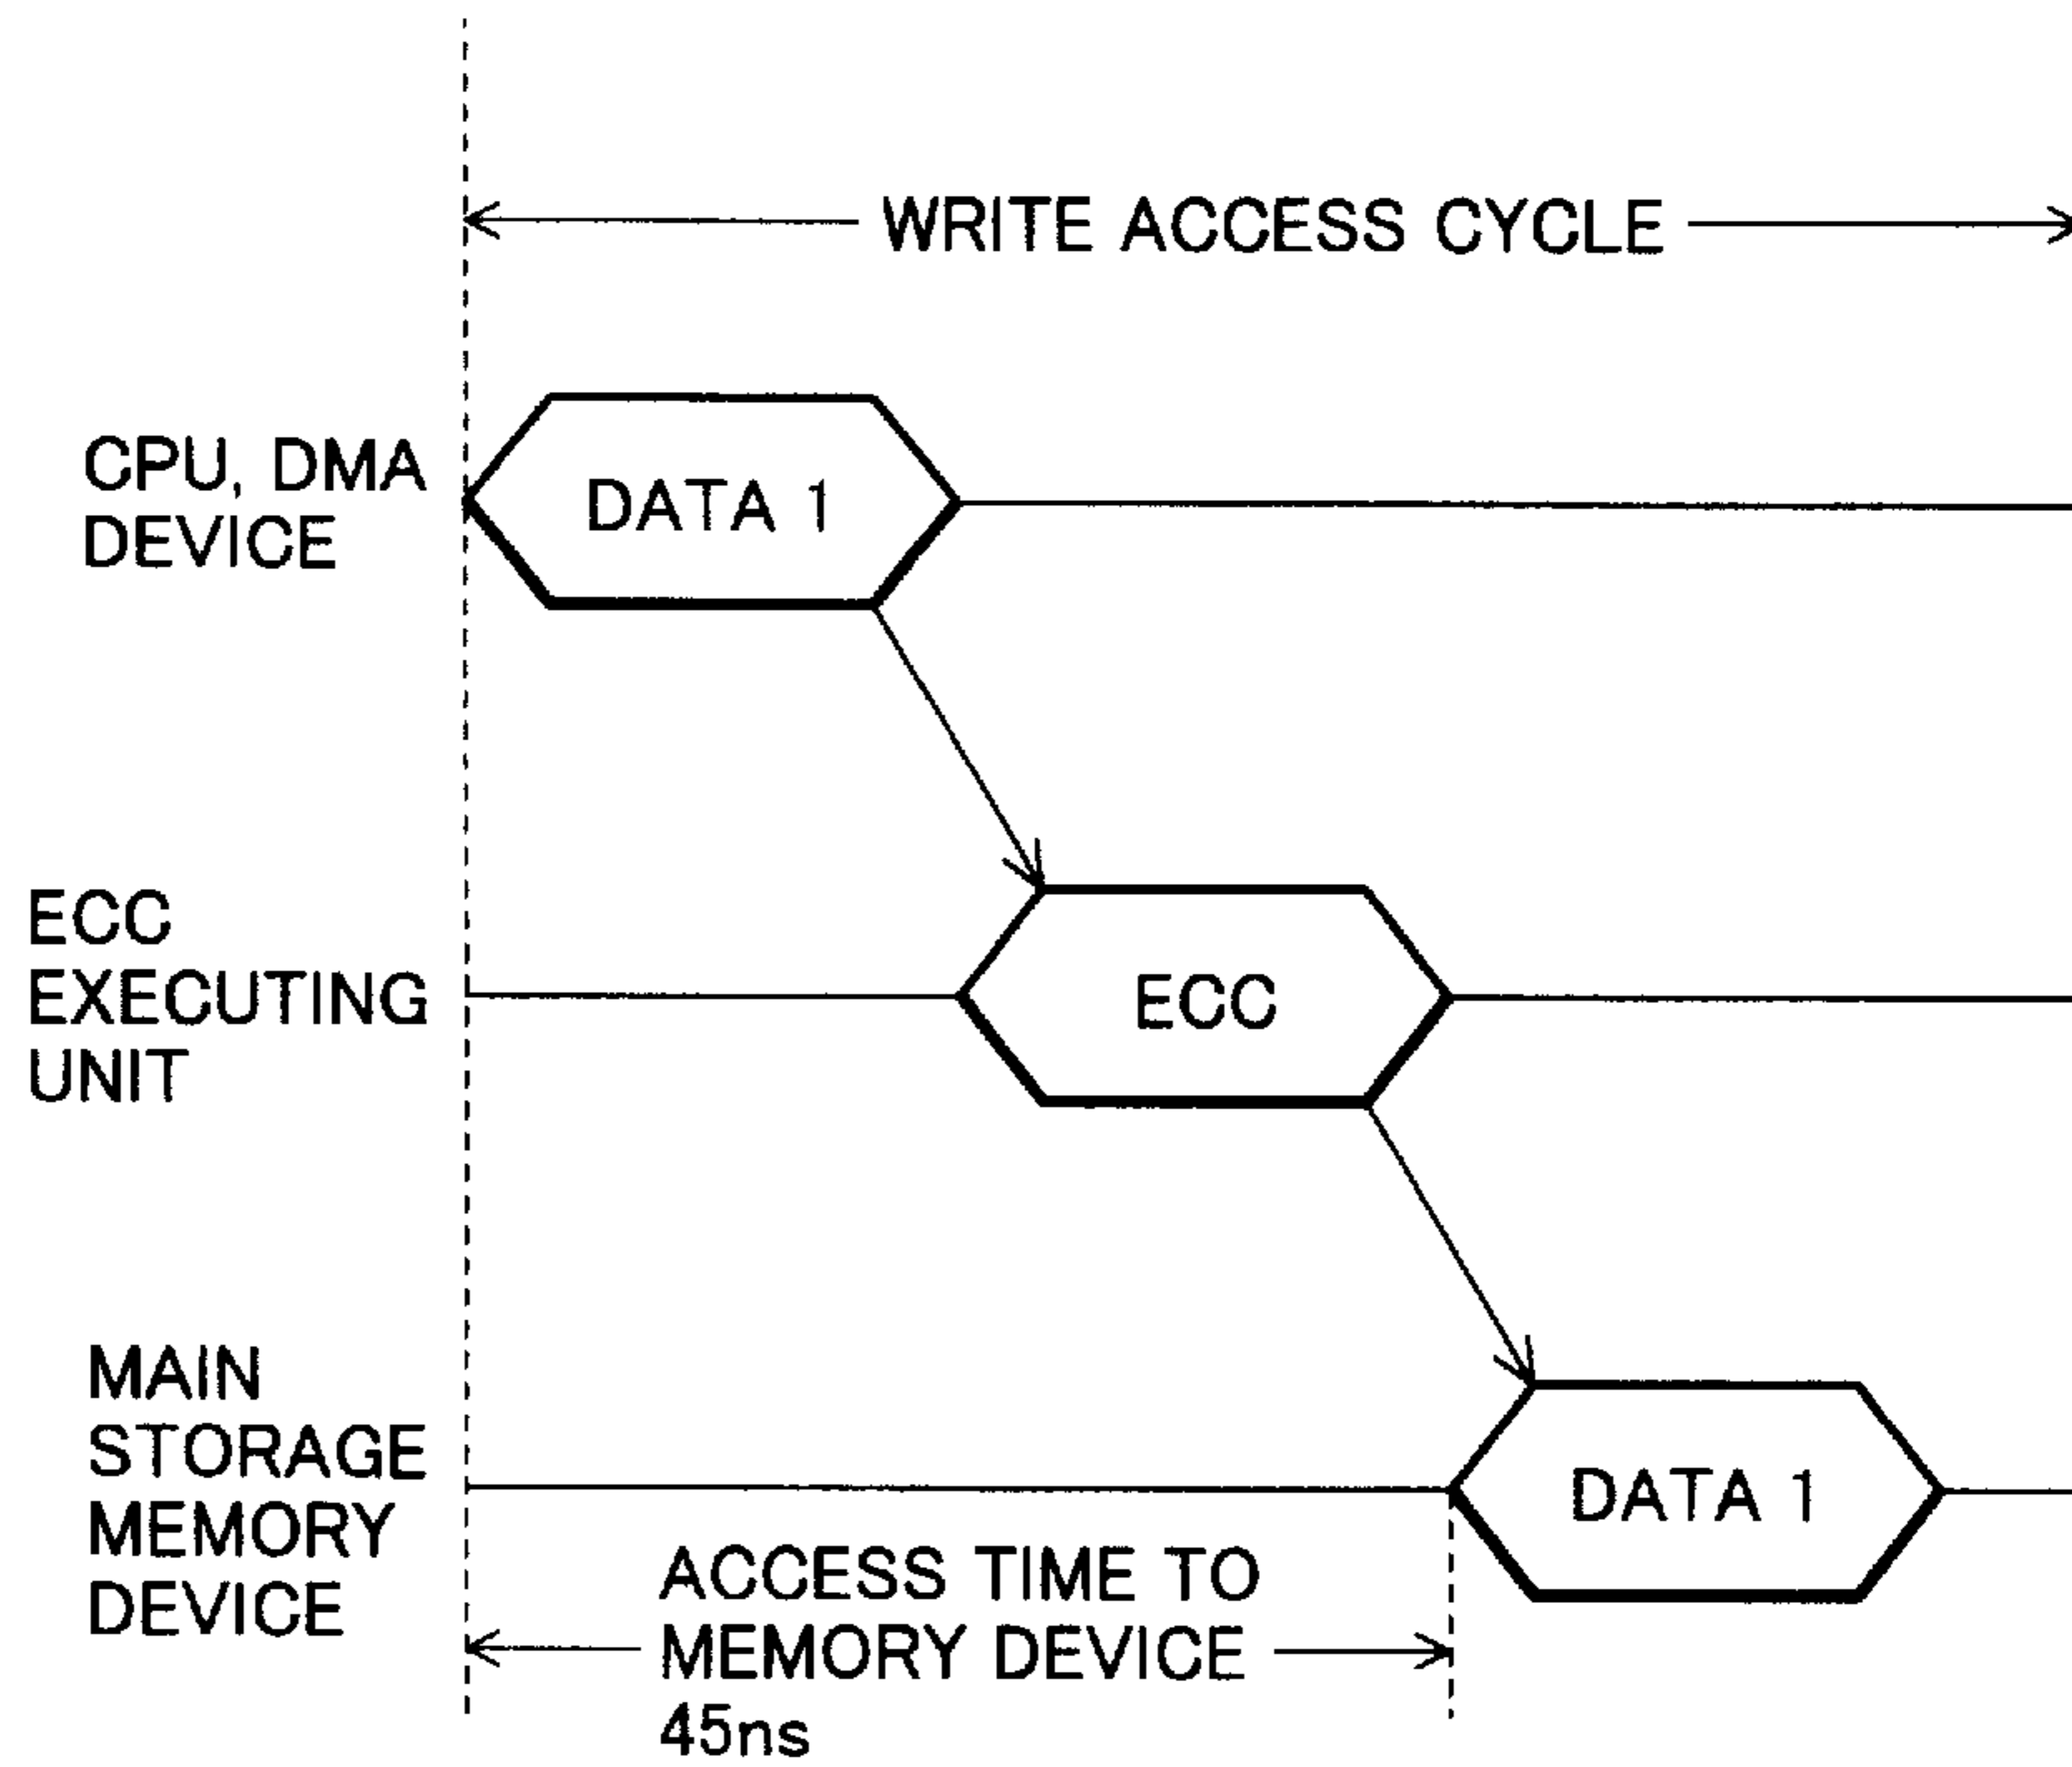 WRITE ACCESS CYCLE
CPU, DMA
DEVICE
DATA 1
ECC
EXECUTING
UNIT
ECC
MAIN
STORAGE
MEMORY
DEVICE
DATA 1
ACCESS TIME TO
MEMORY DEVICE
45ns